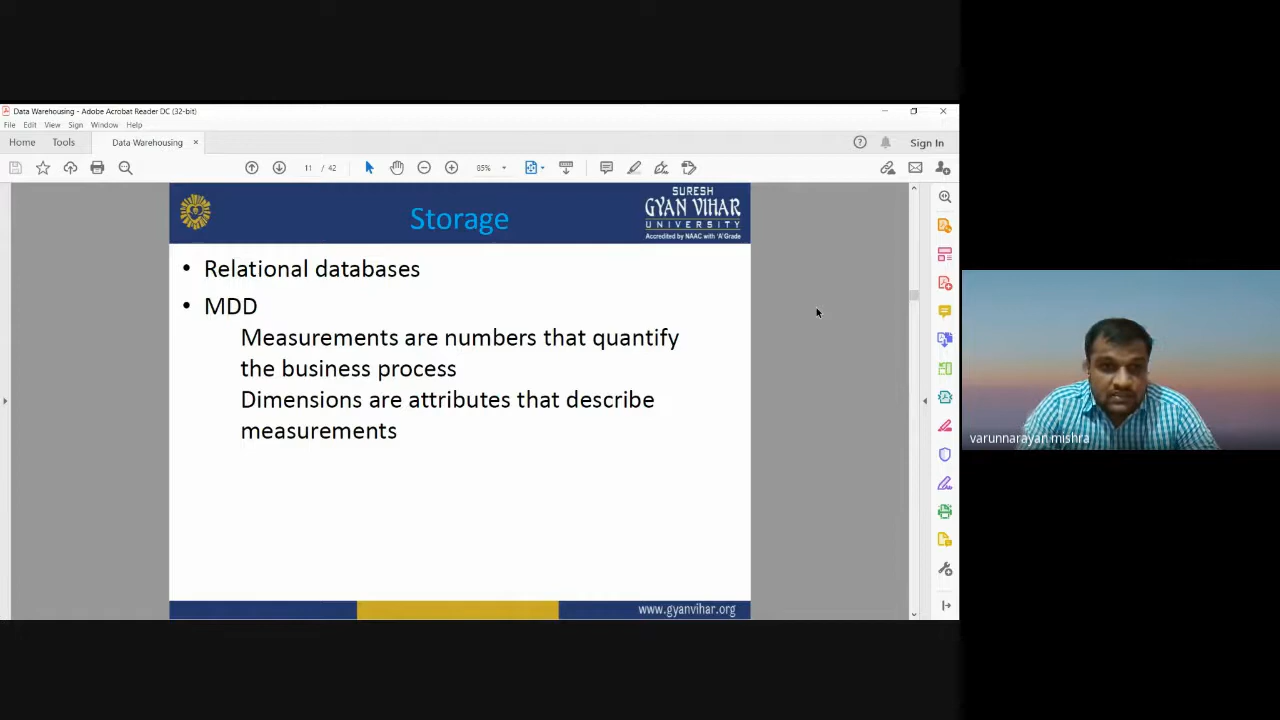 Data Warehousing - Adobe Acrobat Reader DC (32-bit)
File Edit View Sign Window Help
Home Tools Data Warehousing × Sign In
11 / 42 85%
Storage
SURESH
GYAN VIHAR
UNIVERSITY
Accredited by NAAC with 'A' Grade
• Relational databases
• MDD
Measurements are numbers that quantify
the business process
Dimensions are attributes that describe
measurements
www.gyanvihar.org
varunnarayan mishra